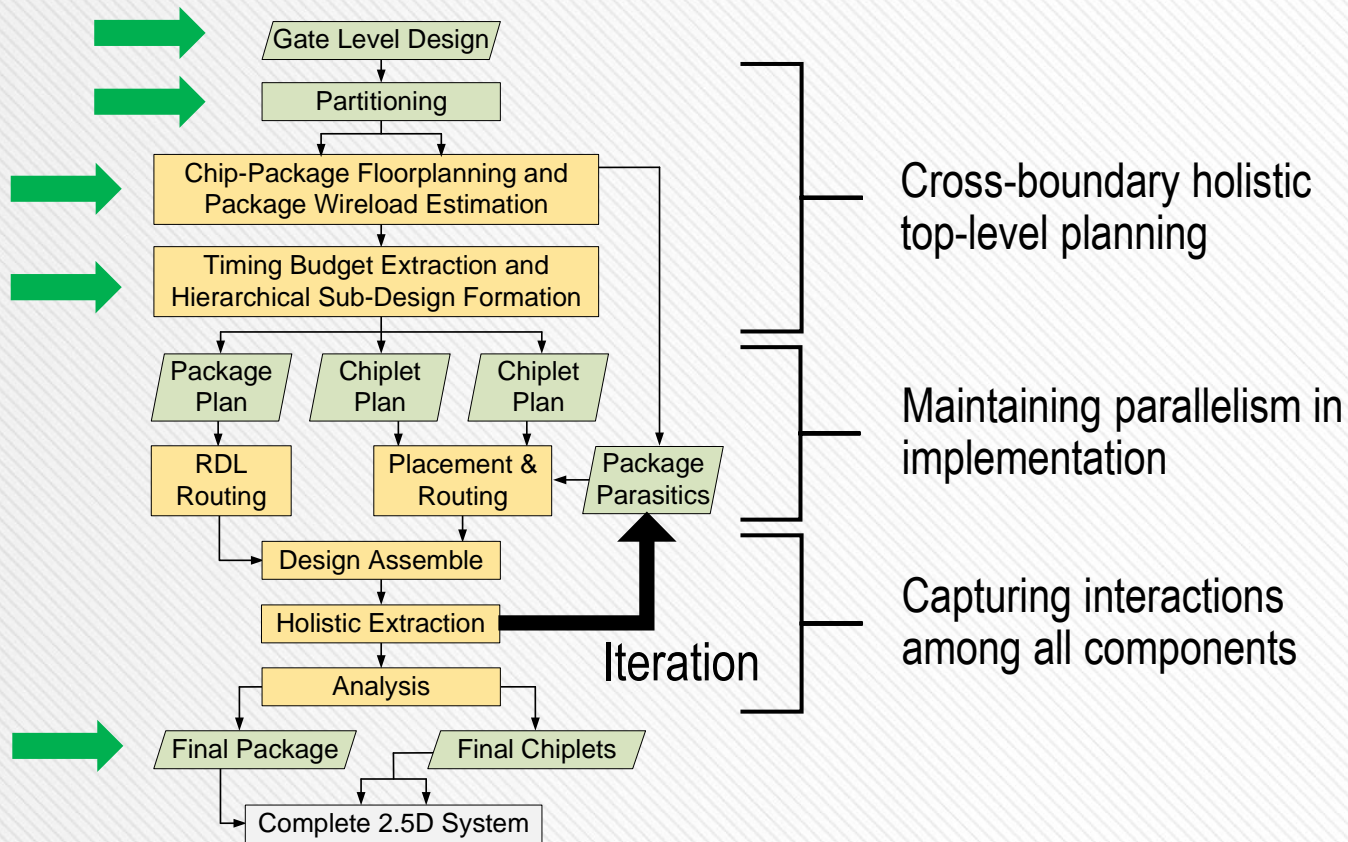 Gate Level Design
Partitioning
Chip-Package Floorplanning and
Package Wireload Estimation
Timing Budget Extraction and
Hierarchical Sub-Design Formation
Cross-boundary holistic
top-level planning
Package
Plan
Chiplet
Plan
Chiplet
Plan
RDL
Routing
Placement &
Routing
Package
Parasitics
Maintaining parallelism in
implementation
Design Assemble
Holistic Extraction
Iteration
Analysis
Capturing interactions
among all components
Final Package
Final Chiplets
Complete 2.5D System